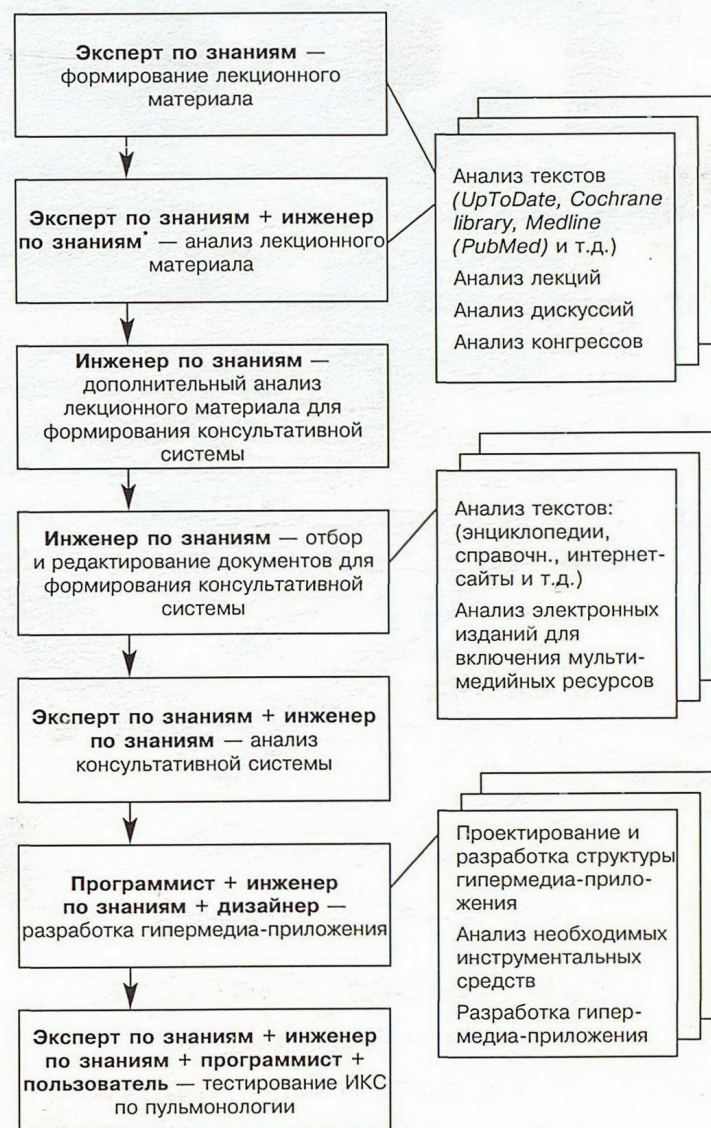 Эксперт по знаниям —
формирование лекционного
материала
Эксперт по знаниям + инженер
по знаниям* — анализ лекционного
материала
Анализ текстов
(UpToDate, Cochrane
library, Medline
(PubMed) и т.д.)
Анализ лекций
Анализ дискуссий
Анализ конгрессов
Инженер по знаниям —
дополнительный анализ
лекционного материала для
формирования консультативной
системы
Инженер по знаниям — отбор
и редактирование документов для
формирования консультативной
системы
Анализ текстов:
(энциклопедии,
справочн., интернет-
сайты и т.д.)
Анализ электронных
изданий для
включения мульти-
медийных ресурсов
Эксперт по знаниям + инженер
по знаниям — анализ
консультативной системы
Программист + инженер
по знаниям + дизайнер —
разработка гипермедиа-приложения
Проектирование и
разработка структуры
гипермедиа-прило-
жения
Анализ необходимых
инструментальных
средств
Разработка гипер-
медиа-приложения
Эксперт по знаниям + инженер
по знаниям + программист +
пользователь — тестирование ИКС
по пульмонологии